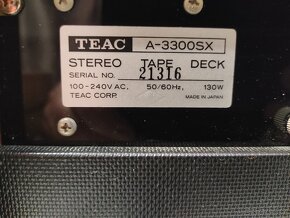 TEAC A-3300SX
STEREO TAPE DECK
SERIAL NO. 21316
100-240V AC, 50/60Hz, 130W
TEAC CORP. MADE IN JAPAN